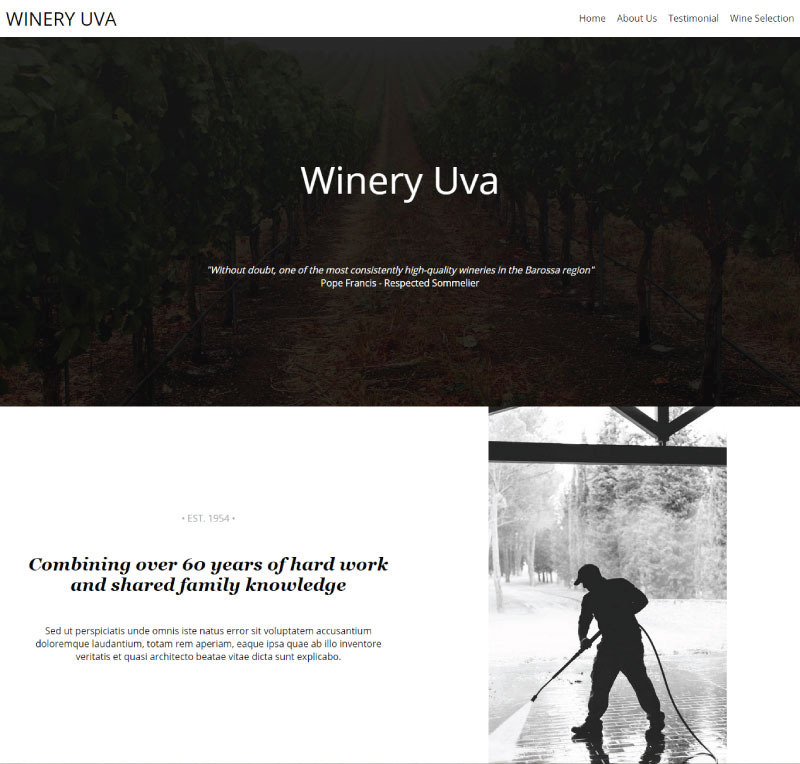 WINERY UVA
Home About Us Testimonial Wine Selection
Winery Uva
"Without doubt, one of the most consistently high-quality wineries in the Barossa region"
Pope Francis - Respected Sommelier
• EST. 1954 •
Combining over 60 years of hard work
and shared family knowledge
Sed ut perspiciatis unde omnis iste natus error sit voluptatem accusantium
doloremque laudantium, totam rem aperiam, eaque ipsa quae ab illo inventore
veritatis et quasi architecto beatae vitae dicta sunt explicabo.